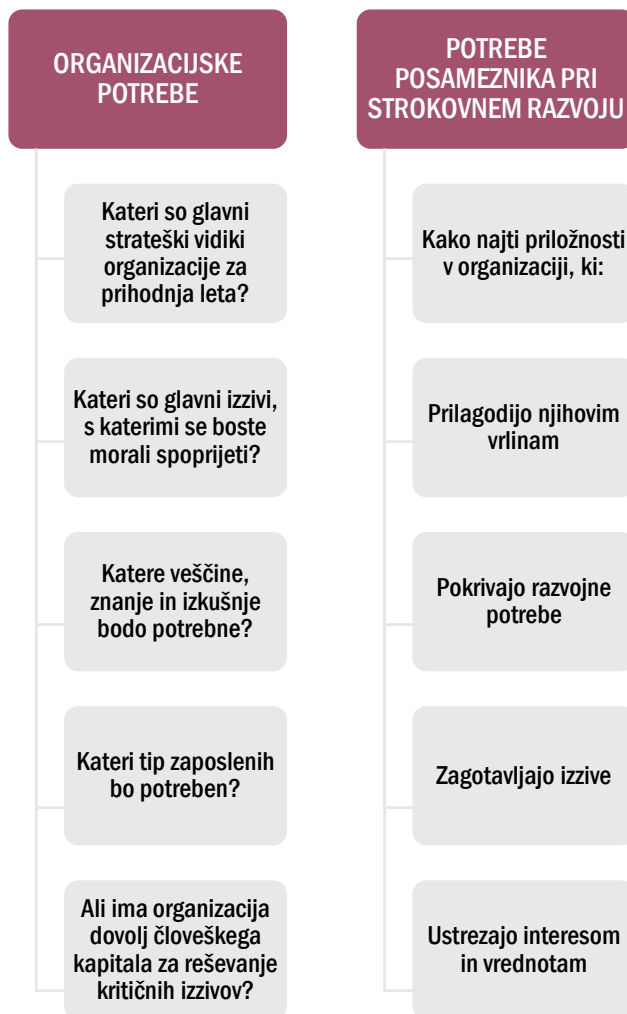 ORGANIZACIJSKE
POTREBE
Kateri so glavni
strateški vidiki
organizacije za
prihodnja leta?
Kateri so glavni izzivi,
s katerimi se boste
morali spoprijeti?
Katere veščine,
znanje in izkušnje
bodo potrebne?
Kateri tip zaposlenih
bo potreben?
Ali ima organizacija
dovolj človeškega
kapitala za reševanje
kritičnih izzivov?
POTREBE
POSAMEZNIKA PRI
STROKOVNEM RAZVOJU
Kako najti priložnosti
v organizaciji, ki:
Prilagodijo njihovim
vrlinam
Pokrivajo razvojne
potrebe
Zagotavljajo izzive
Ustrezajo interesom
in vrednotam